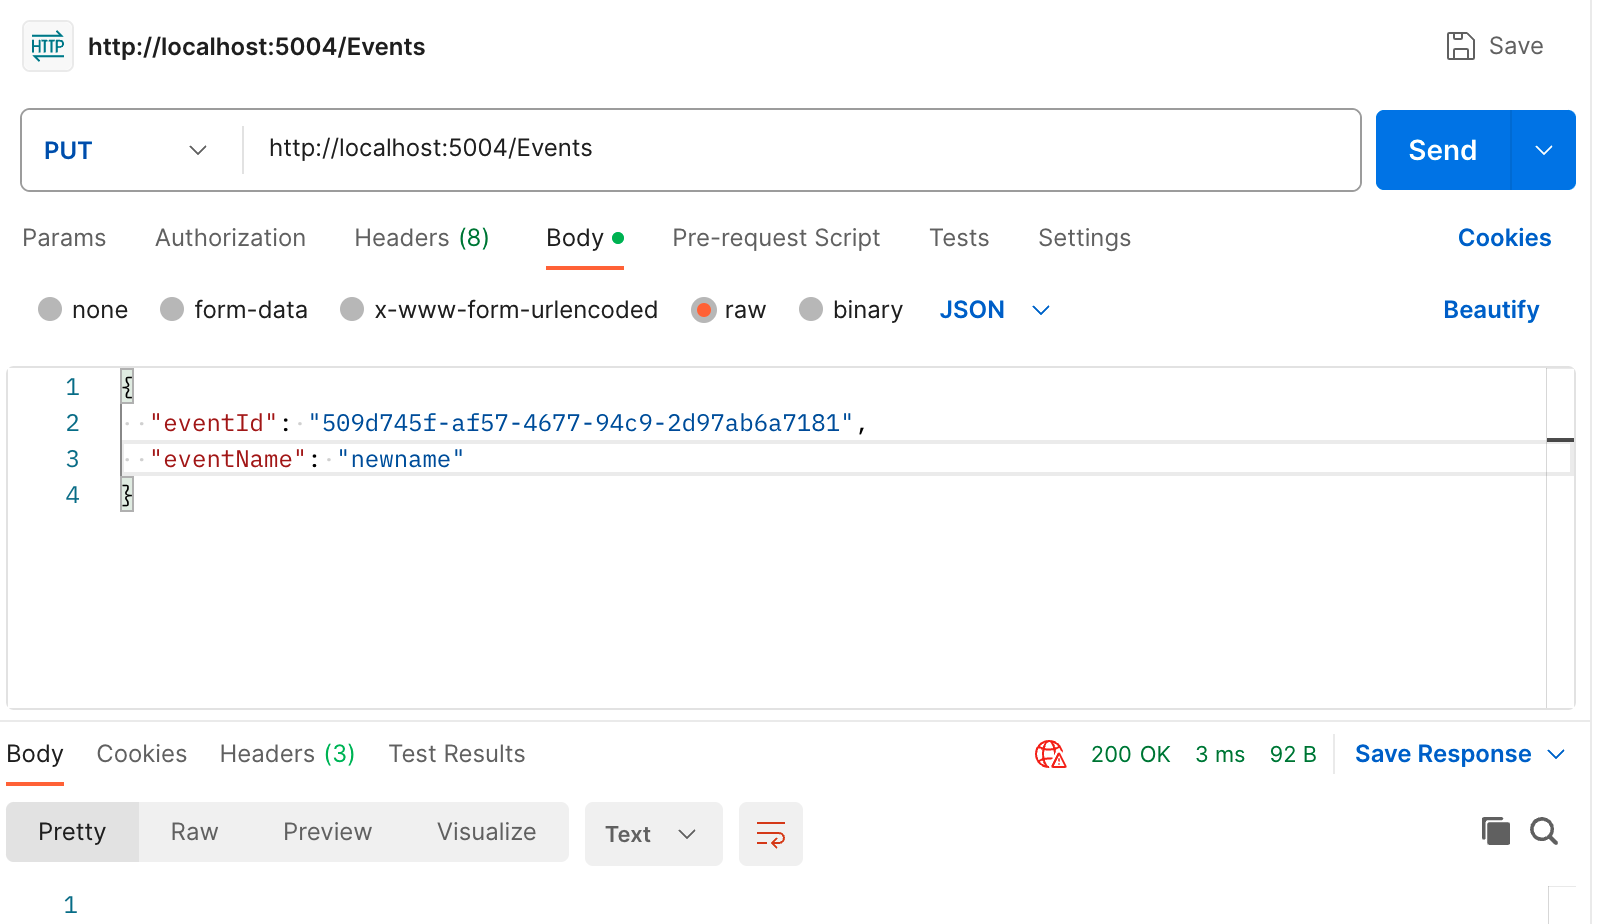 HTTP http://localhost:5004/Events Save
PUT http://localhost:5004/Events Send
Params Authorization Headers (8) Body Pre-request Script Tests Settings Cookies
none form-data x-www-form-urlencoded raw binary JSON Beautify
1 {
2 "eventId": "509d745f-af57-4677-94c9-2d97ab6a7181",
3 "eventName": "newname"
4 }
Body Cookies Headers (3) Test Results 200 OK 3 ms 92 B Save Response
Pretty Raw Preview Visualize Text
1